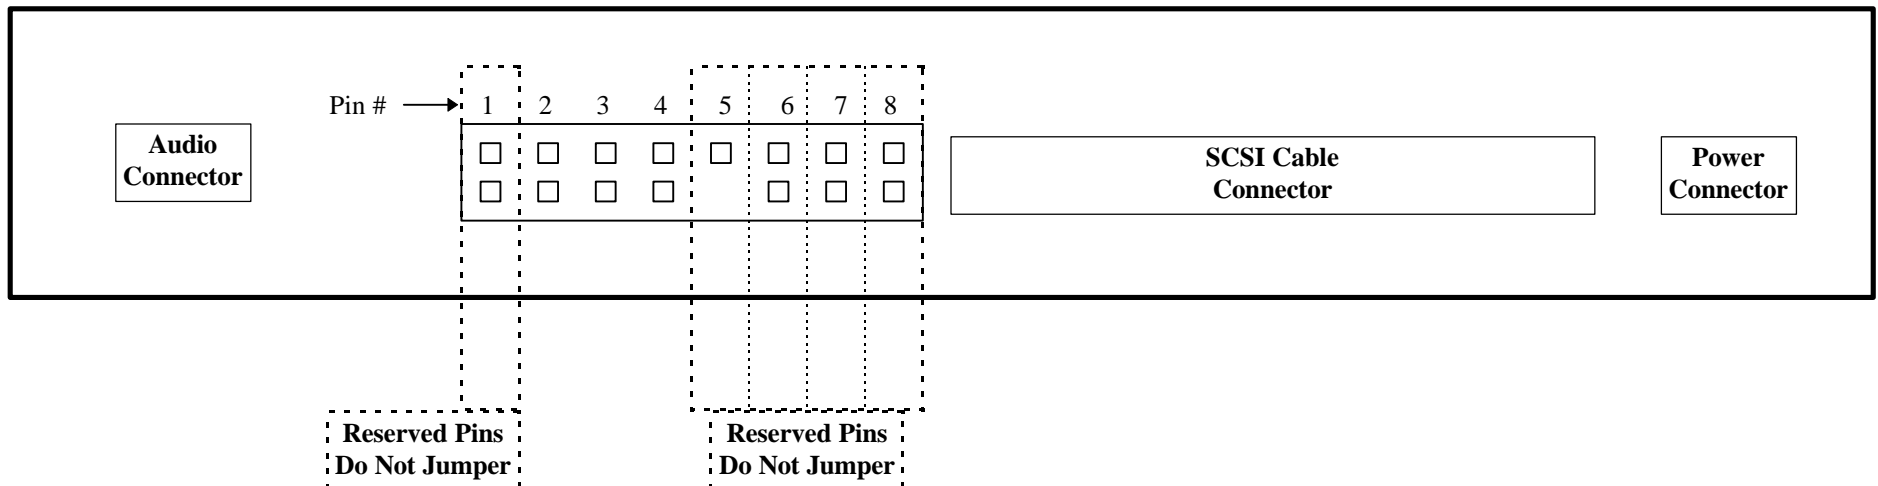 Pin # 1 2 3 4 5 6 7 8
Audio
Connector
SCSI Cable
Connector
Power
Connector
Reserved Pins
Do Not Jumper
Reserved Pins
Do Not Jumper